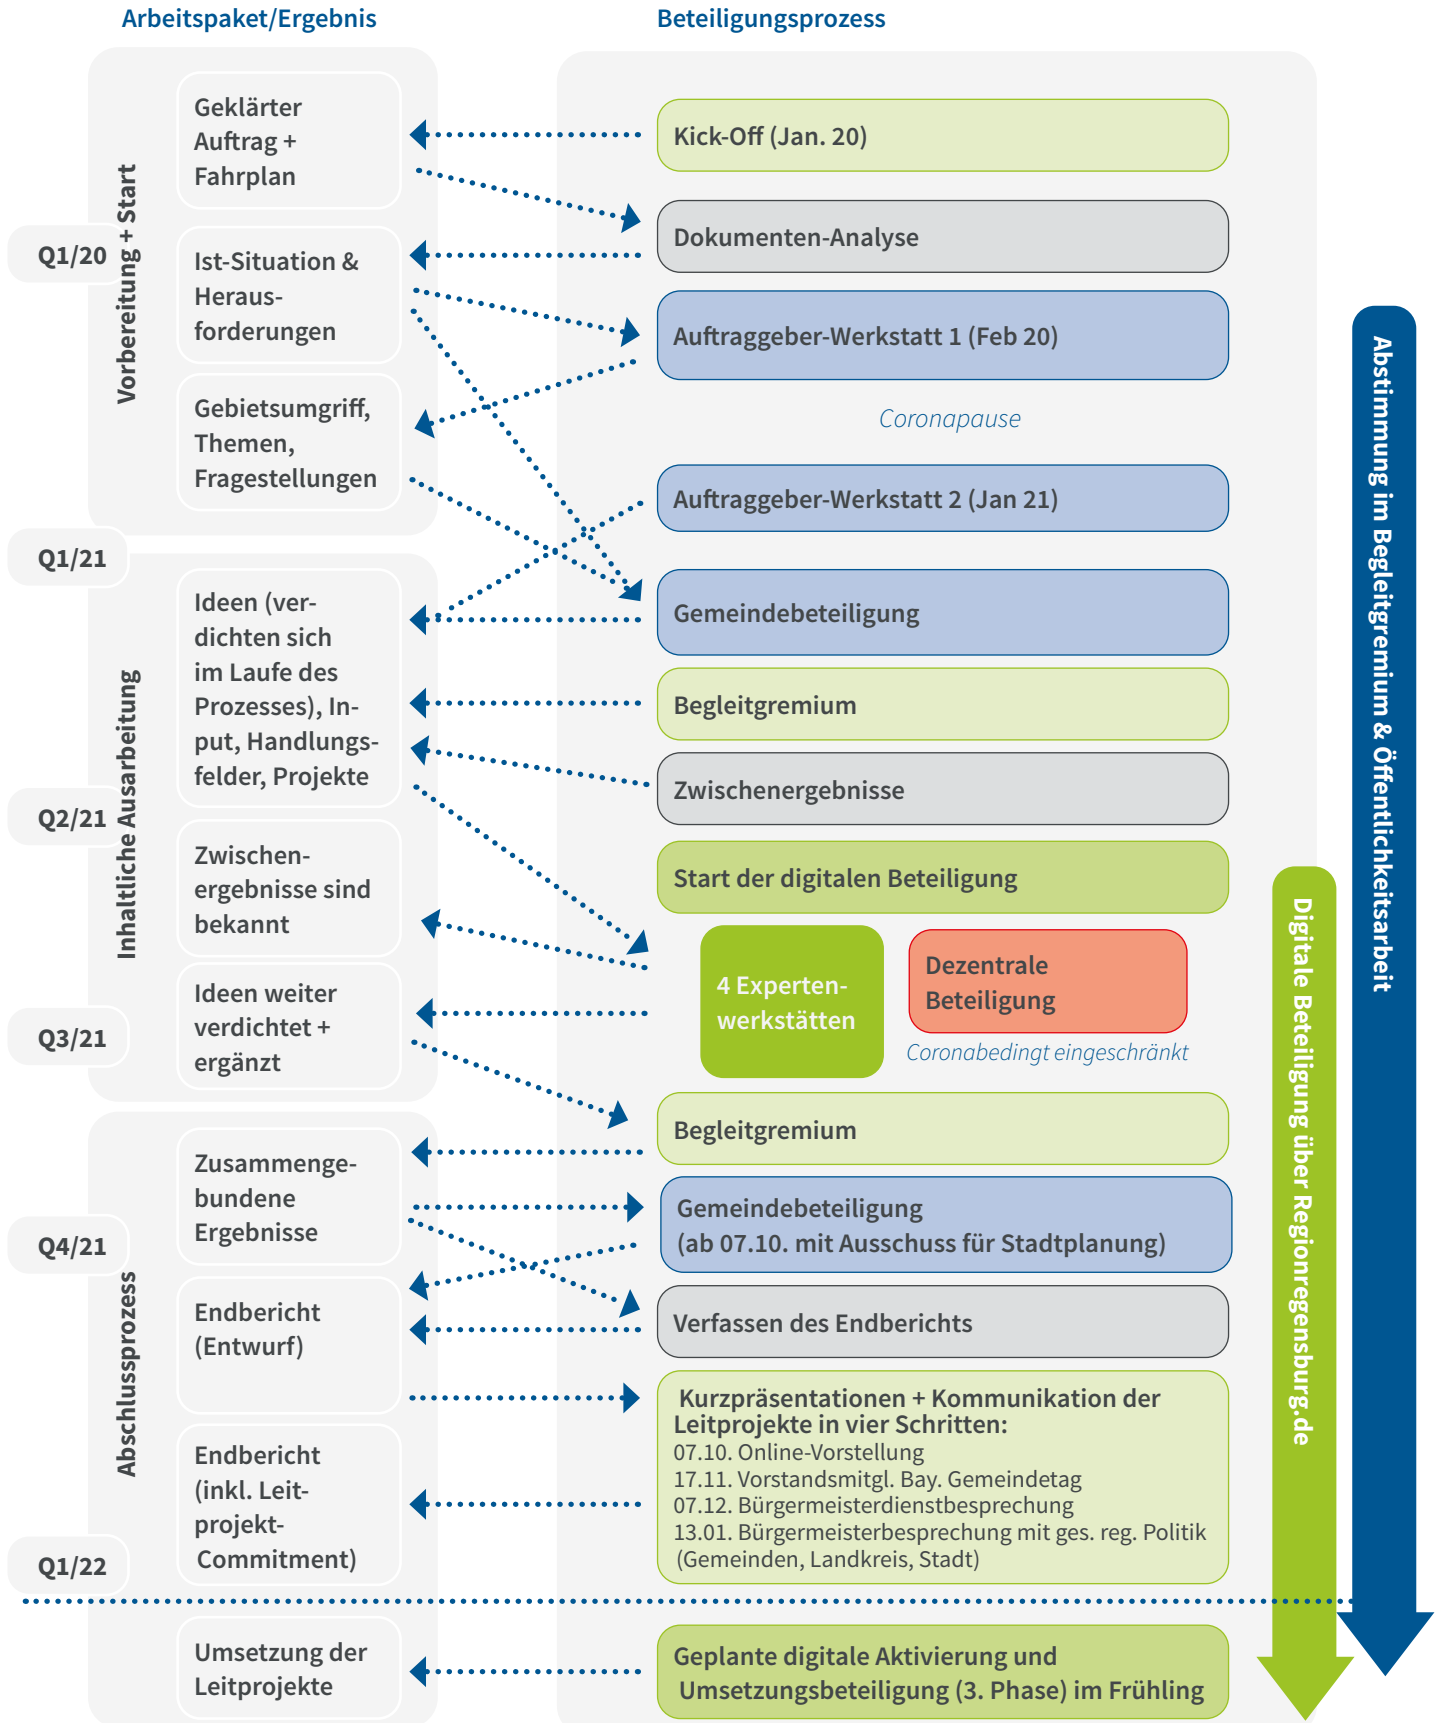 Arbeitspaket/Ergebnis
Beteiligungsprozess
Vorbereitung + Start
Q1/20
Geklärter
Auftrag +
Fahrplan
Ist-Situation &
Heraus-
forderungen
Gebietsumgriff,
Themen,
Fragestellungen
Kick-Off (Jan. 20)
Dokumenten-Analyse
Auftraggeber-Werkstatt 1 (Feb 20)
Coronapause
Auftraggeber-Werkstatt 2 (Jan 21)
Q1/21
Inhaltliche Ausarbeitung
Q2/21
Q3/21
Ideen (ver-
dichten sich
im Laufe des
Prozesses), In-
put, Handlungs-
felder, Projekte
Zwischen-
ergebnisse sind
bekannt
Ideen weiter
verdichtet +
ergänzt
Gemeindebeteiligung
Begleitgremium
Zwischenergebnisse
Start der digitalen Beteiligung
4 Experten-
werkstätten
Dezentrale
Beteiligung
Coronabedingt eingeschränkt
Begleitgremium
Abschlussprozess
Q4/21
Q1/22
Zusammenge-
bundene
Ergebnisse
Endbericht
(Entwurf)
Endbericht
(inkl. Leit-
projekt-
Commitment)
Gemeindebeteiligung
(ab 07.10. mit Ausschuss für Stadtplanung)
Verfassen des Endberichts
Kurzpräsentationen + Kommunikation der
Leitprojekte in vier Schritten:
07.10. Online-Vorstellung
17.11. Vorstandsmitgl. Bay. Gemeindetag
07.12. Bürgermeisterdienstbesprechung
13.01. Bürgermeisterbesprechung mit ges. reg. Politik
(Gemeinden, Landkreis, Stadt)
Umsetzung der
Leitprojekte
Geplante digitale Aktivierung und
Umsetzungsbeteiligung (3. Phase) im Frühling
Digitale Beteiligung über Regionregensburg.de
Abstimmung im Begleitgremium & Öffentlichkeitsarbeit